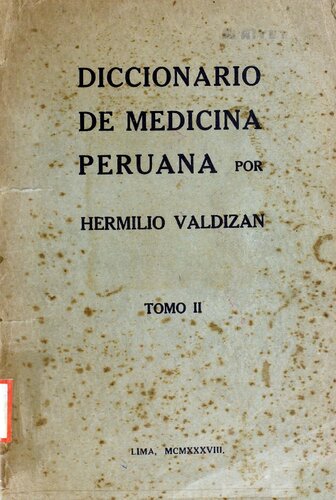 DICCIONARIO
DE MEDICINA
PERUANA POR
HERMILIO VALDIZAN
TOMO II
LIMA, MCMXXXVIII.